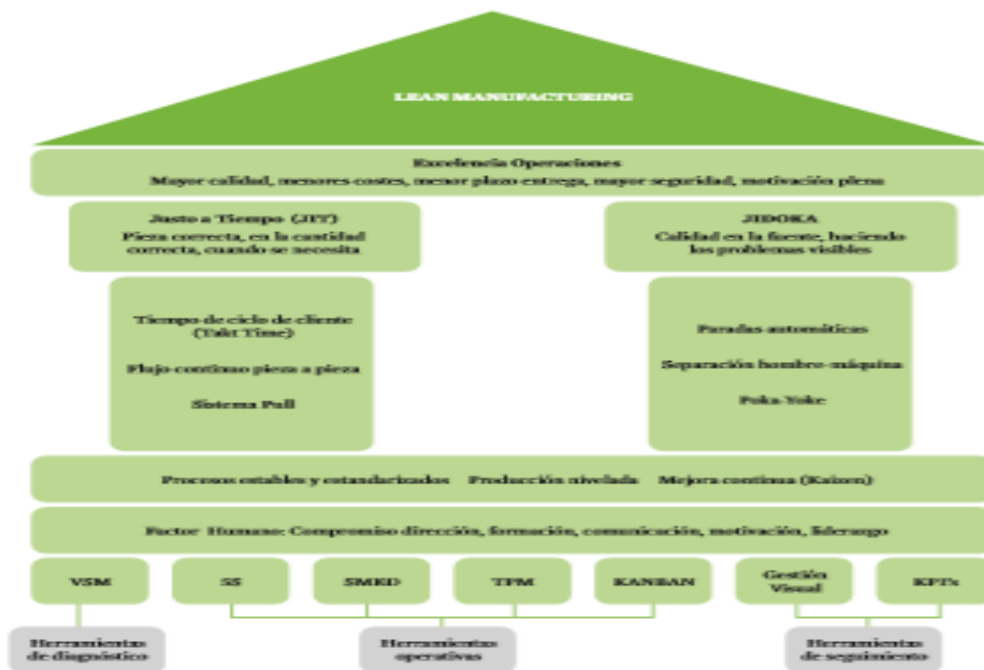 LEAN MANUFACTURING
Excelencia Operaciones
Mayor calidad, menores costes, menor plazo entrega, mayor seguridad, motivación plena
Justo a Tiempo (JIT)
Pieza correcta, en la cantidad
correcta, cuando se necesita
JIDOKA
Calidad en la fuente, haciendo
los problemas visibles
Tiempo de ciclo de cliente
(Takt Time)
Flujo continuo pieza a pieza
Sistema Pull
Paradas automáticas
Separación hombre-máquina
Poka-Yoke
Procesos estables y estandarizados Producción nivelada Mejora continua (Kaizen)
Factor Humano: Compromiso dirección, formación, comunicación, motivación, liderazgo
VSM
5S
SMED
TPM
KANBAN
Gestión
Visual
KPI's
Herramientas
de diagnóstico
Herramientas
operativas
Herramientas
de seguimiento